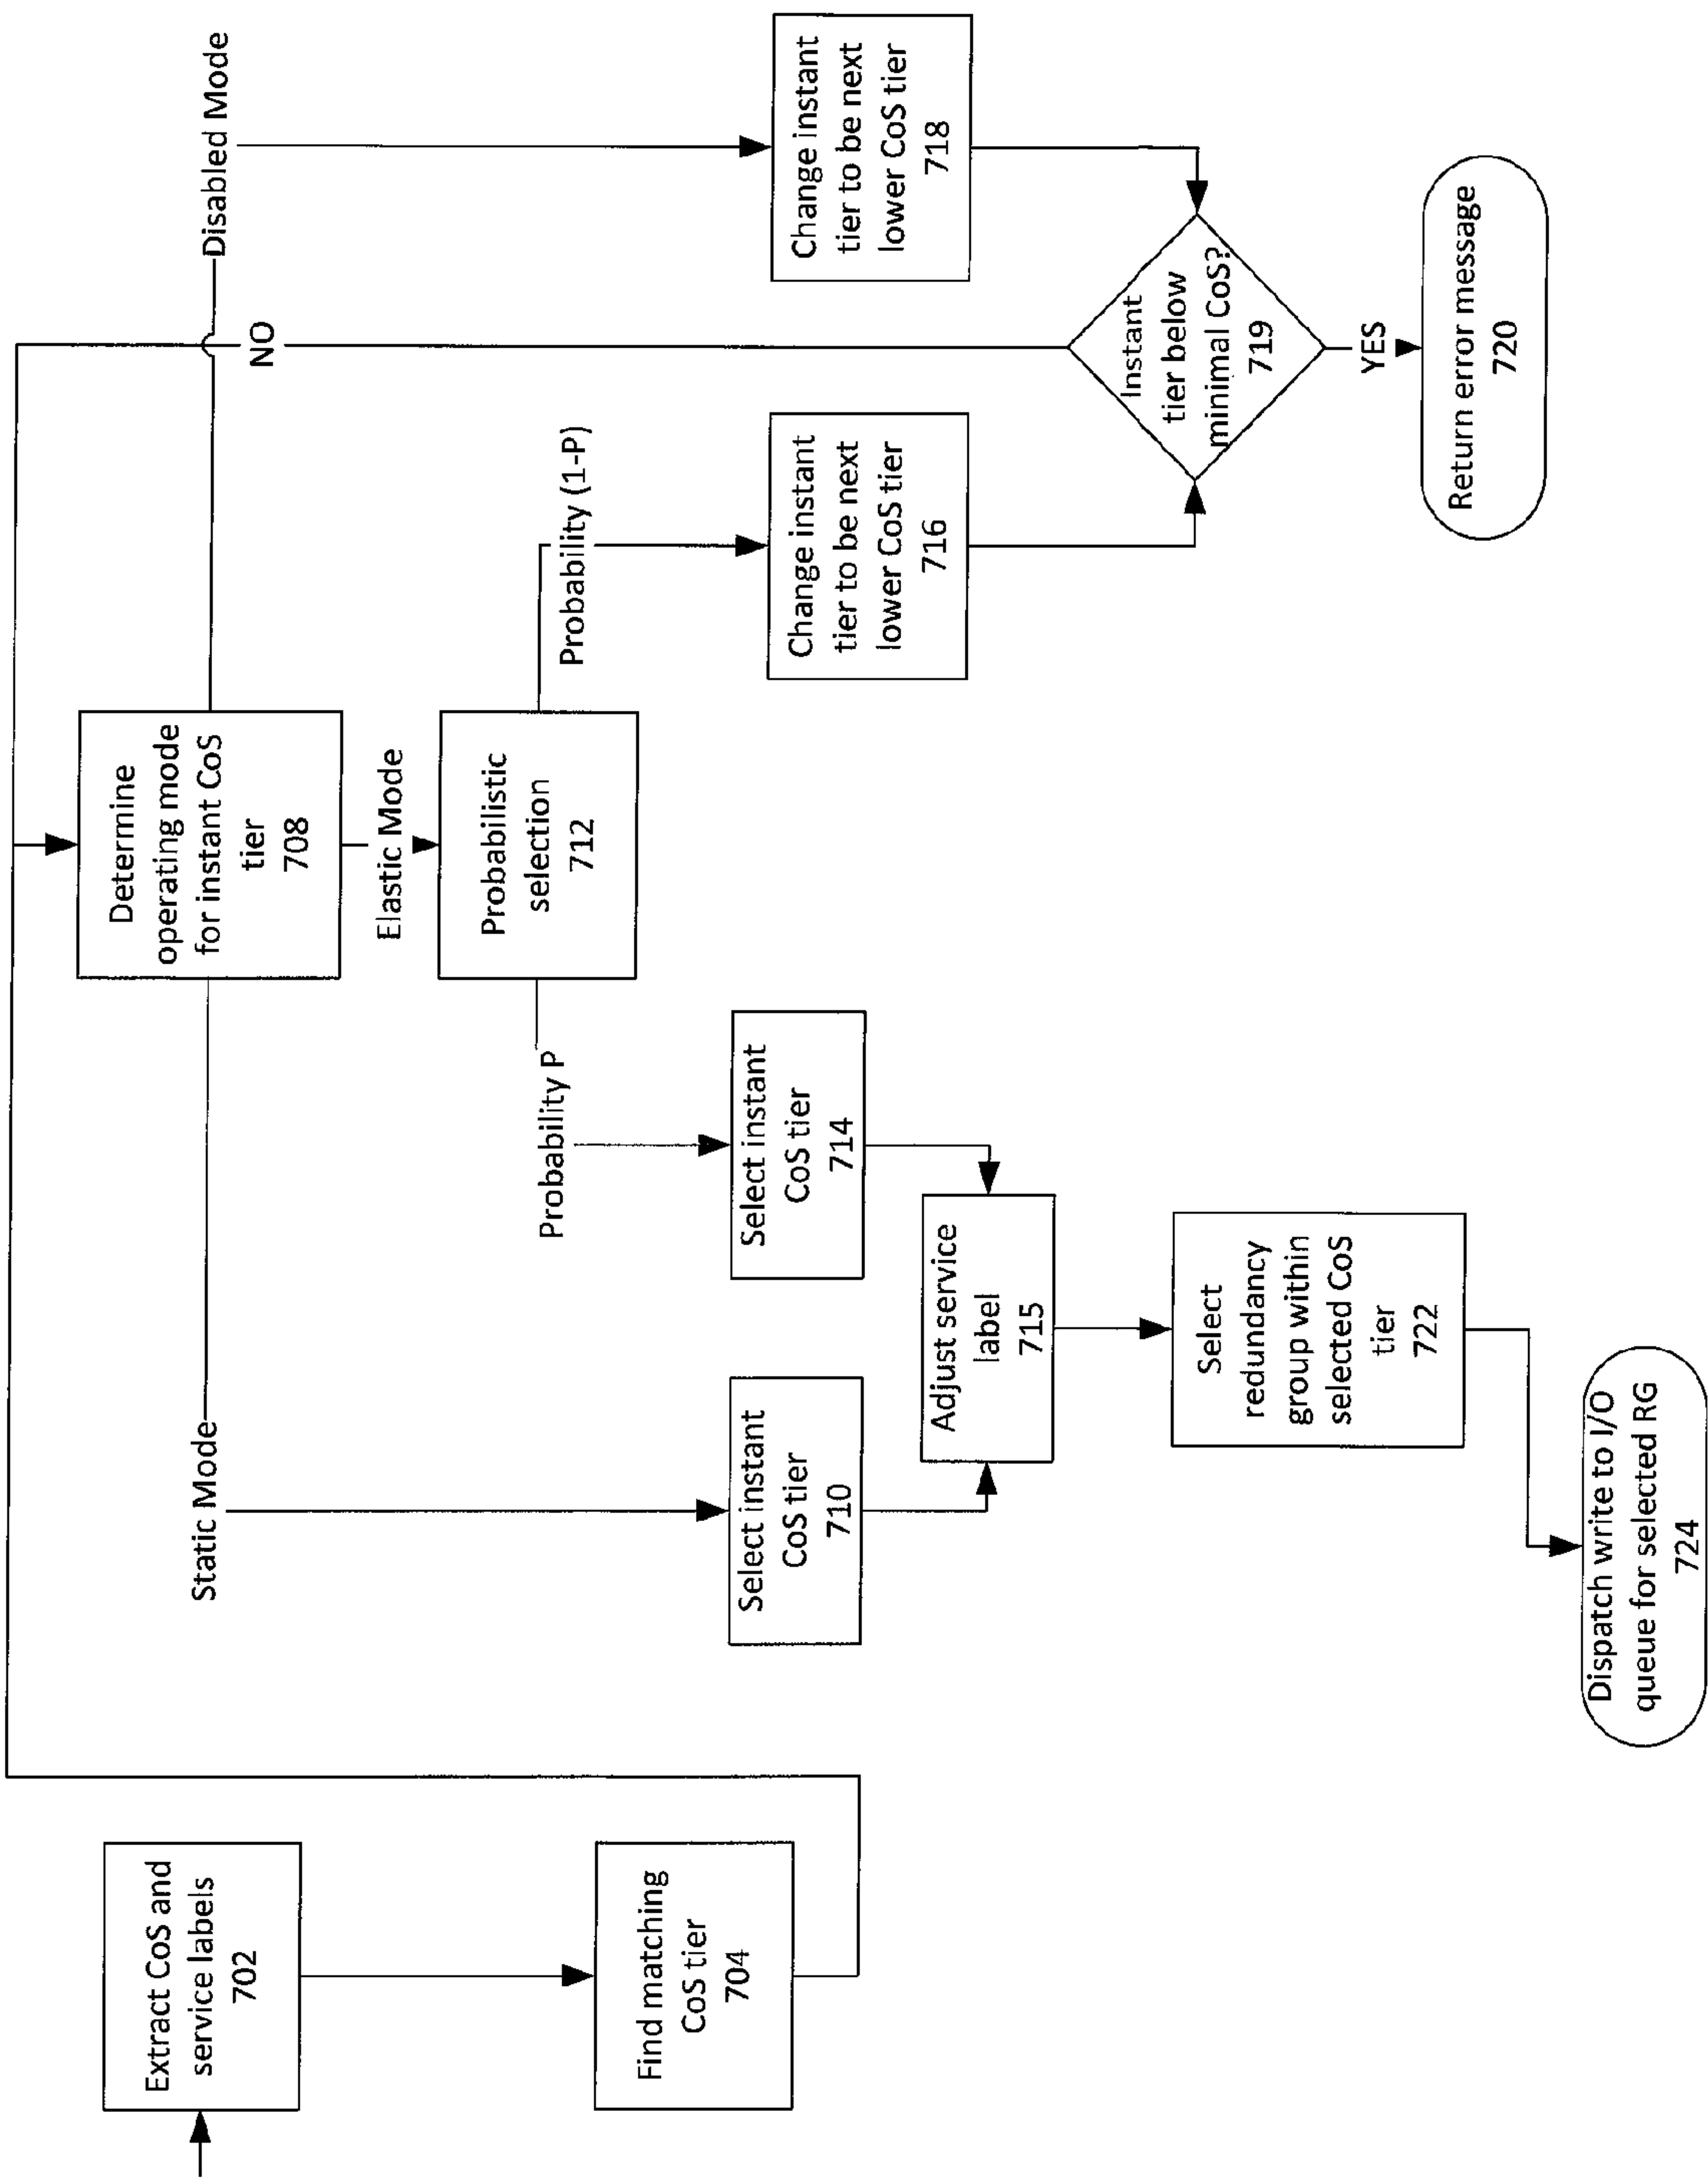 Extract CoS and
service labels
702
Find matching
CoS tier
704
Determine
operating mode
for instant CoS
tier
708
Static Mode
Elastic Mode
Disabled Mode
NO
Probabilistic
selection
712
Probability P
Probability (1-P)
Select instant
CoS tier
710
Select instant
CoS tier
714
Change instant
tier to be next
lower CoS tier
716
Change instant
tier to be next
lower CoS tier
718
Adjust service
label
715
Instant
tier below
minimal CoS?
719
YES
Select
redundancy
group within
selected CoS
tier
722
Return error message
720
Dispatch write to I/O
queue for selected RG
724